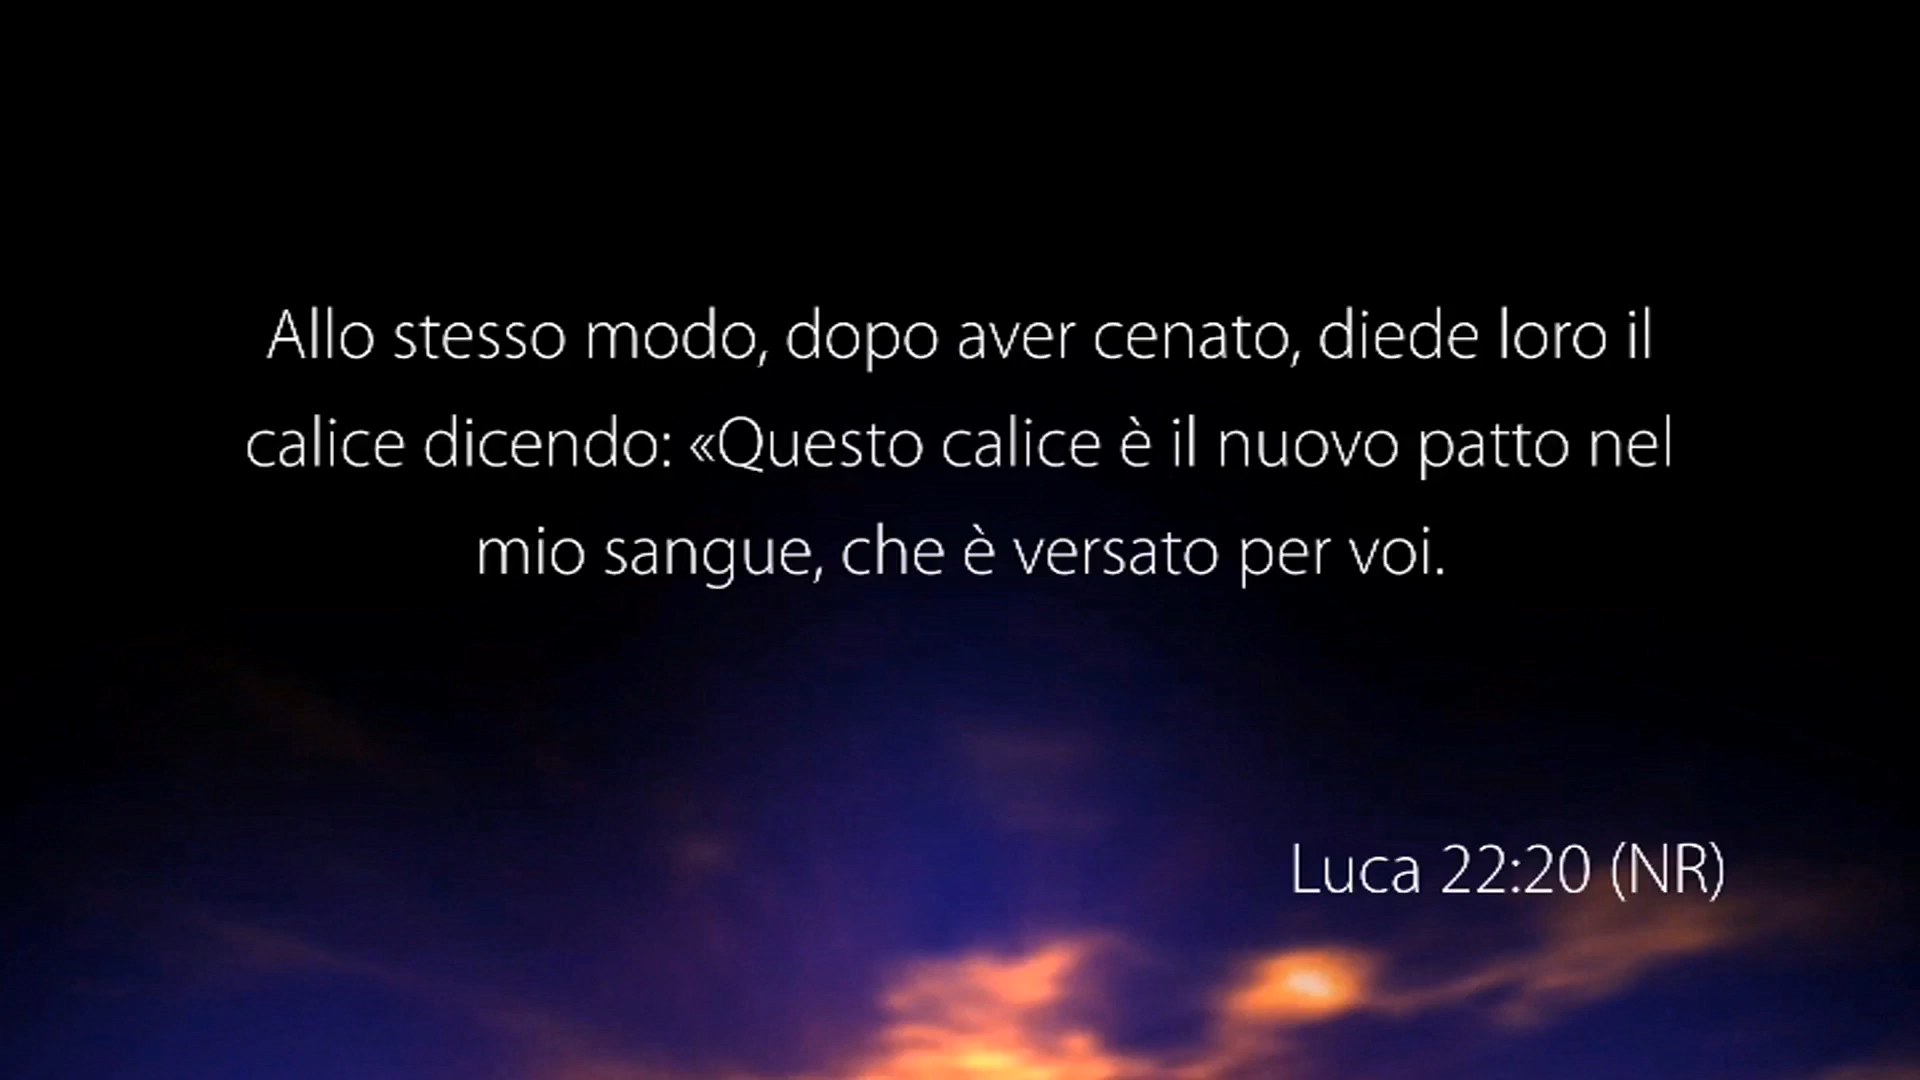 Allo stesso modo, dopo aver cenato, diede loro il
calice dicendo: «Questo calice è il nuovo patto nel
mio sangue, che è versato per voi.
Luca 22:20 (NR)